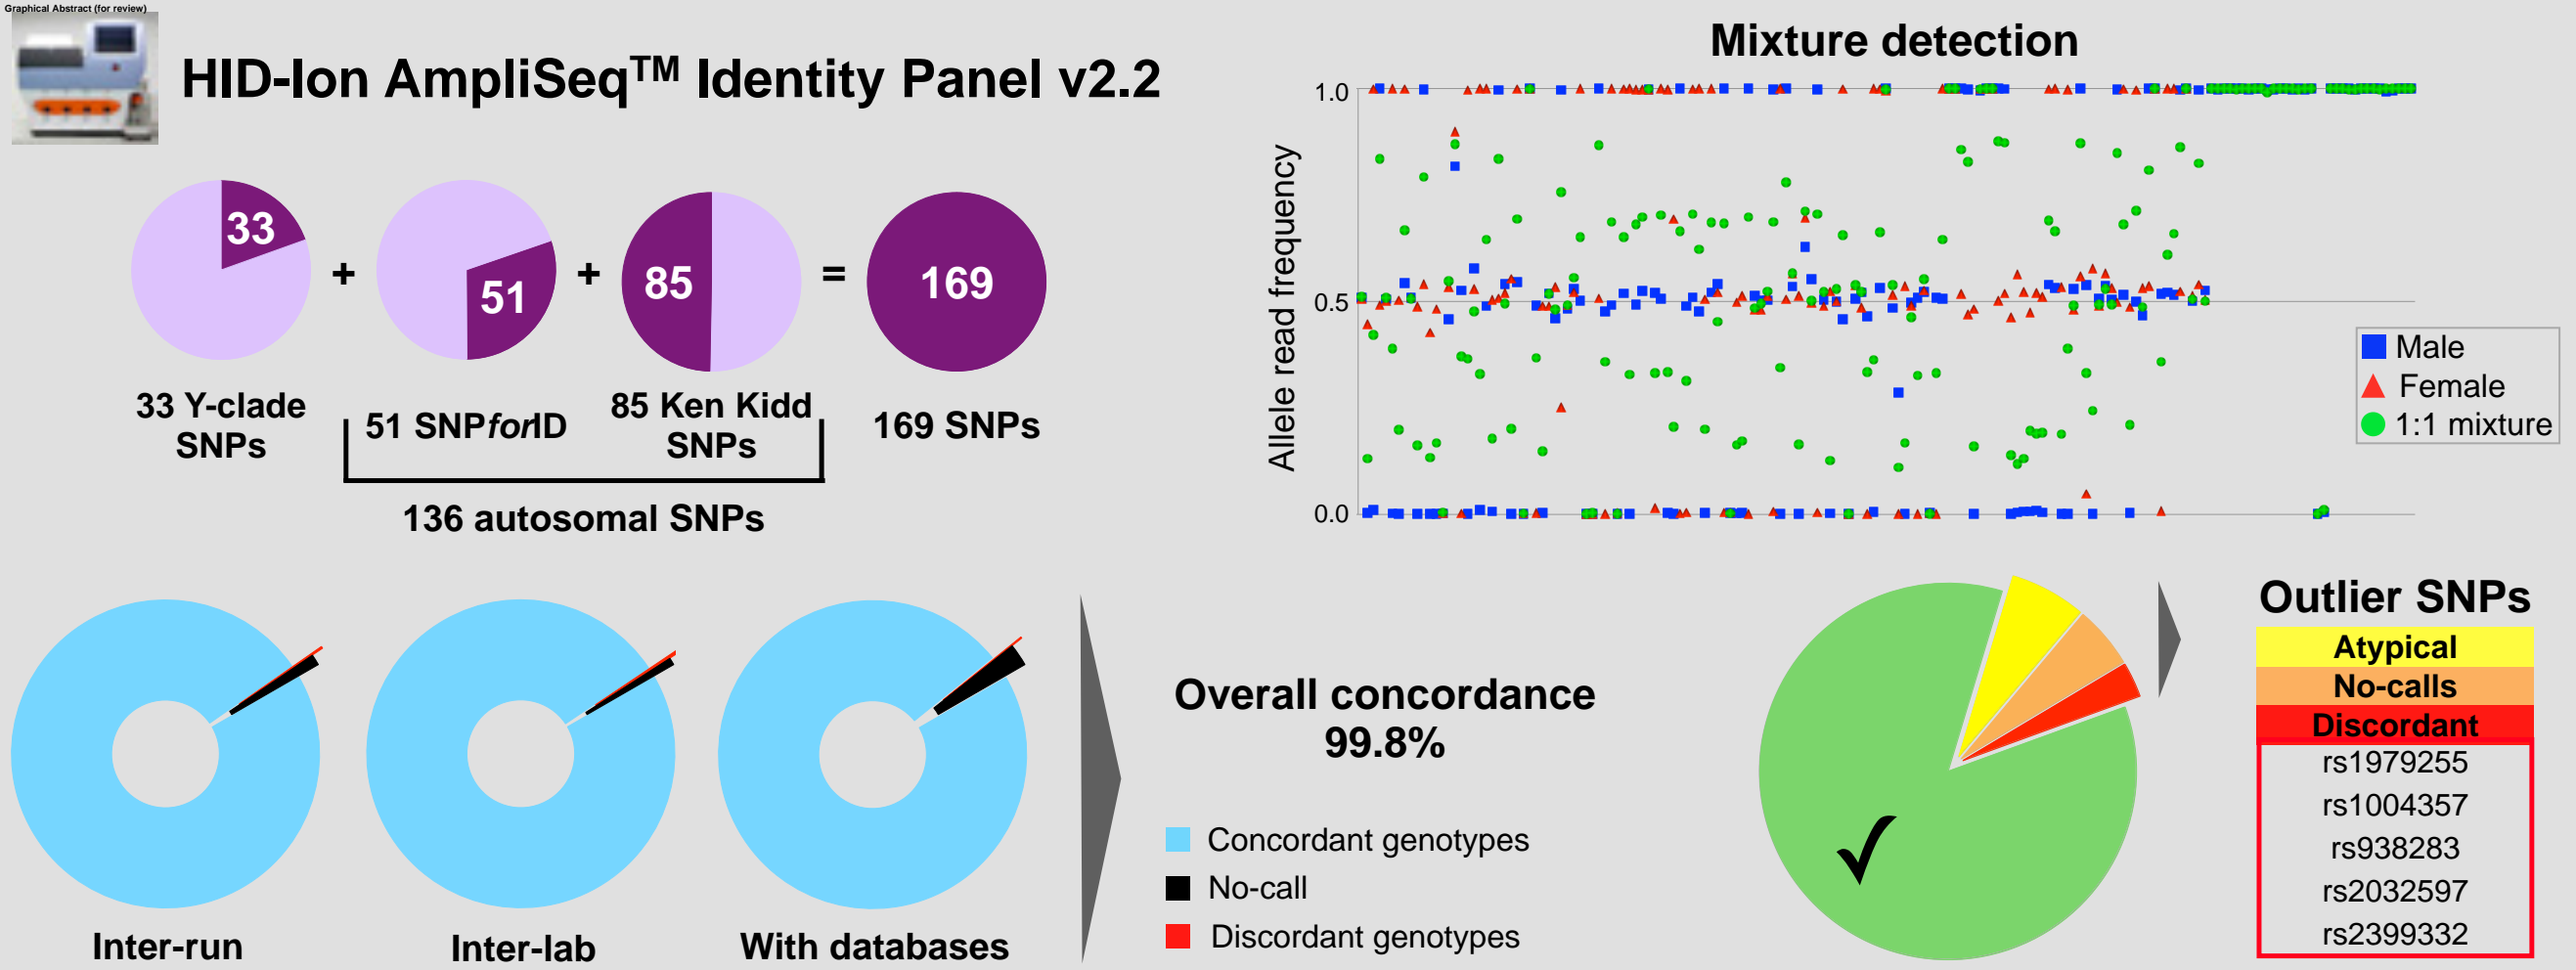 Graphical Abstract (for review)
HID-Ion AmpliSeq™ Identity Panel v2.2
33
+
51
+
85
=
169
33 Y-clade
SNPs
51 SNPforID
85 Ken Kidd
SNPs
169 SNPs
136 autosomal SNPs
Mixture detection
Allele read frequency
1.0
0.5
0.0
Male
Female
1:1 mixture
Inter-run
Inter-lab
With databases
Overall concordance
99.8%
Concordant genotypes
No-call
Discordant genotypes
Outlier SNPs
Atypical
No-calls
Discordant
rs1979255
rs1004357
rs938283
rs2032597
rs2399332